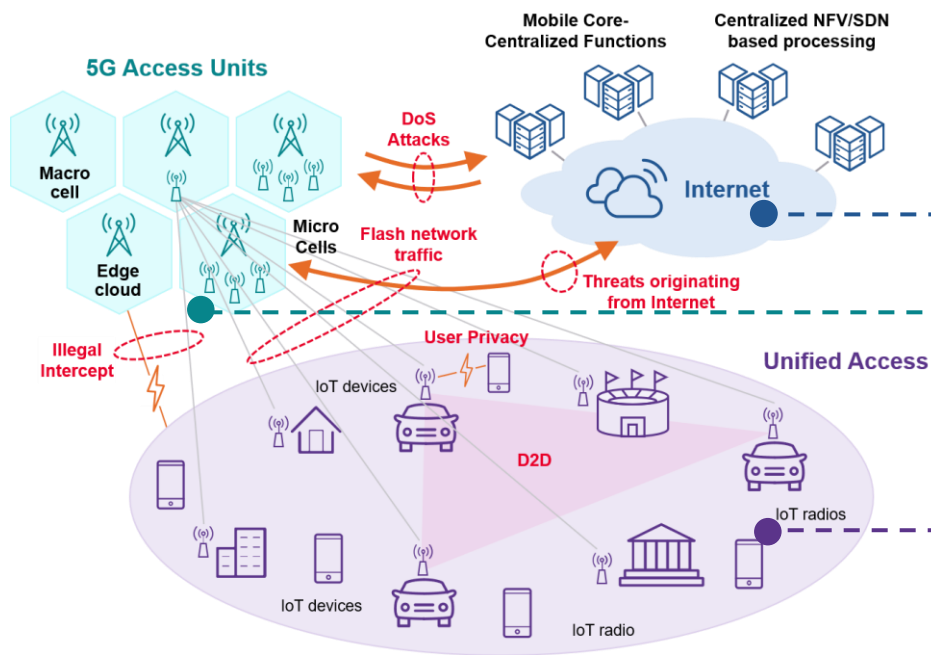 Mobile Core-
Centralized Functions
Centralized NFV/SDN
based processing
5G Access Units
DoS
Attacks
Macro
cell
Internet
Micro
Cells
Flash network
traffic
Edge
cloud
Threats originating
from Internet
Illegal
Intercept
User Privacy
Unified Access
IoT devices
D2D
IoT radios
IoT devices
IoT radio